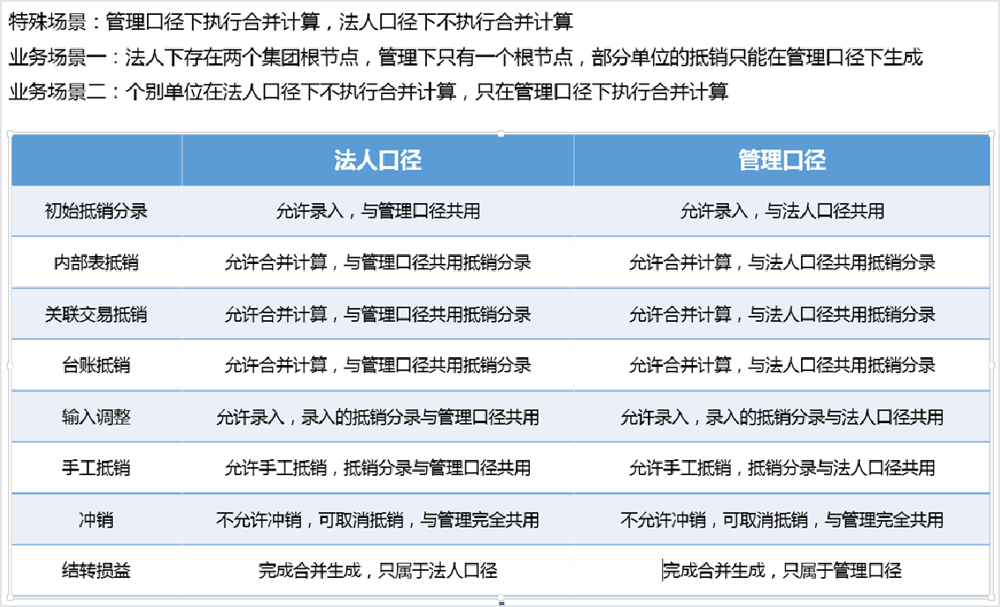 特殊场景：管理口径下执行合并计算，法人口径下不执行合并计算
业务场景一：法人下存在两个集团根节点，管理下只有一个根节点，部分单位的抵销只能在管理口径下生成
业务场景二：个别单位在法人口径下不执行合并计算，只在管理口径下执行合并计算
法人口径 管理口径
初始抵销分录 允许录入，与管理口径共用 允许录入，与法人口径共用
内部表抵销 允许合并计算，与管理口径共用抵销分录 允许合并计算，与法人口径共用抵销分录
关联交易抵销 允许合并计算，与管理口径共用抵销分录 允许合并计算，与法人口径共用抵销分录
台账抵销 允许合并计算，与管理口径共用抵销分录 允许合并计算，与法人口径共用抵销分录
输入调整 允许录入，录入的抵销分录与管理口径共用 允许录入，录入的抵销分录与法人口径共用
手工抵销 允许手工抵销，抵销分录与管理口径共用 允许手工抵销，抵销分录与法人口径共用
冲销 不允许冲销，可取消抵销，与管理完全共用 不允许冲销，可取消抵销，与管理完全共用
结转损益 完成合并生成，只属于法人口径 完成合并生成，只属于管理口径